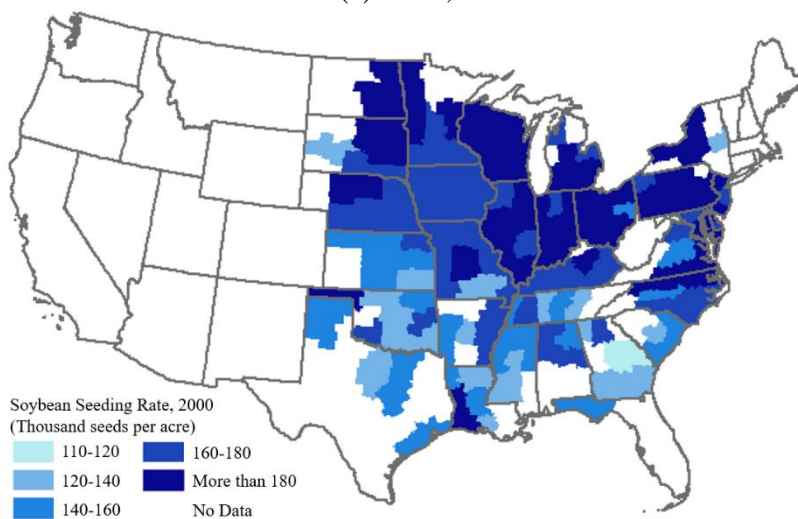 Soybean Seeding Rate, 2000
(Thousand seeds per acre)
110-120
160-180
120-140
More than 180
140-160
No Data